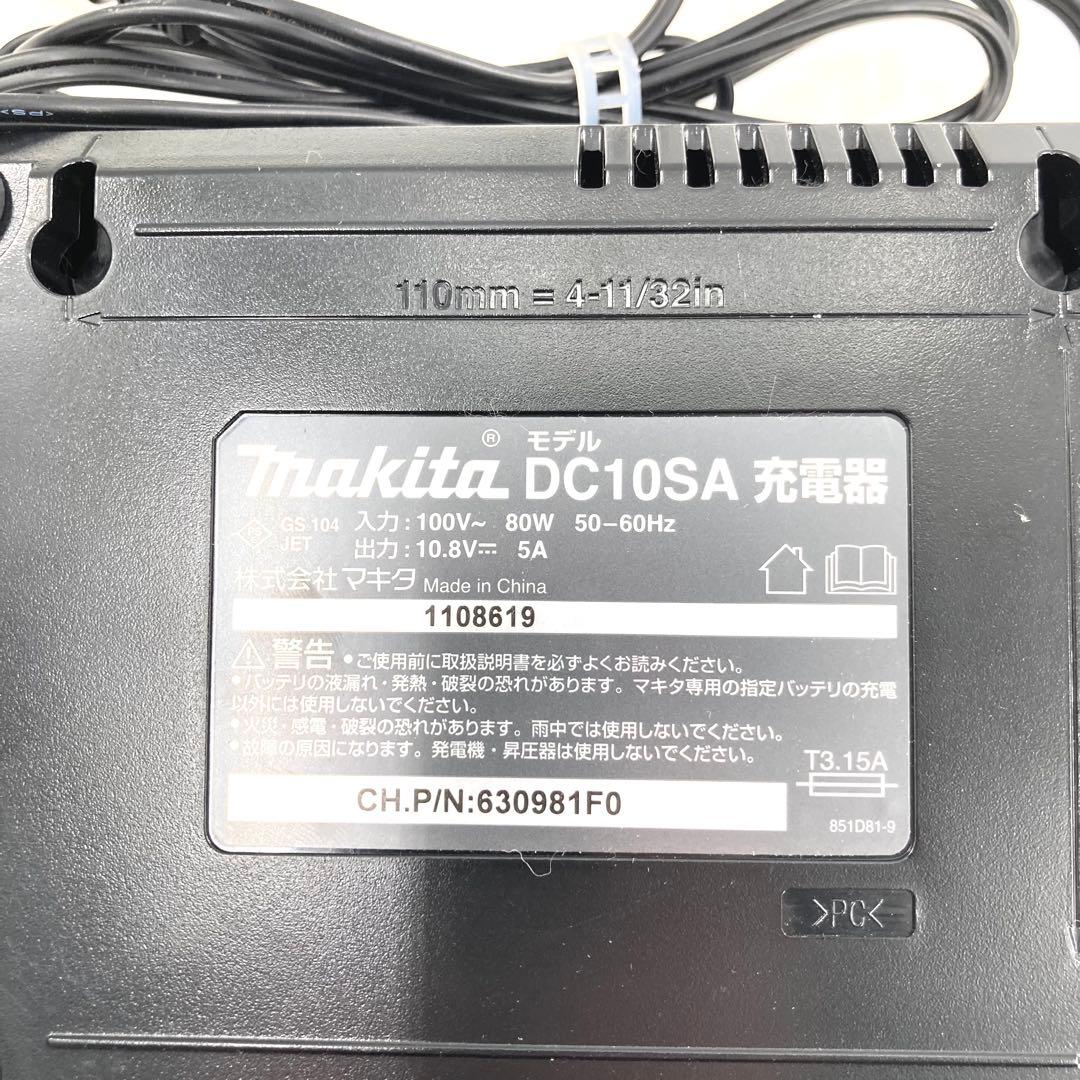 <PS>
110mm = 4-11/32in
makita® モデル DC10SA 充電器
PS
E
GS 104
JET
入力：100V~ 80W 50-60Hz
出力：10.8V⎓ 5A
株式会社マキタ Made in China
1108619
警告 •ご使用前に取扱説明書を必ずよくお読みください。
•バッテリの液漏れ・発熱・破裂の恐れがあります。マキタ専用の指定バッテリの充電
以外には使用しないでください。
•火災・感電・破裂の恐れがあります。雨中では使用しないでください。
•故障の原因になります。発電機・昇圧器は使用しないでください。
T3.15A
CH.P/N:630981F0
851D81-9
>PC<